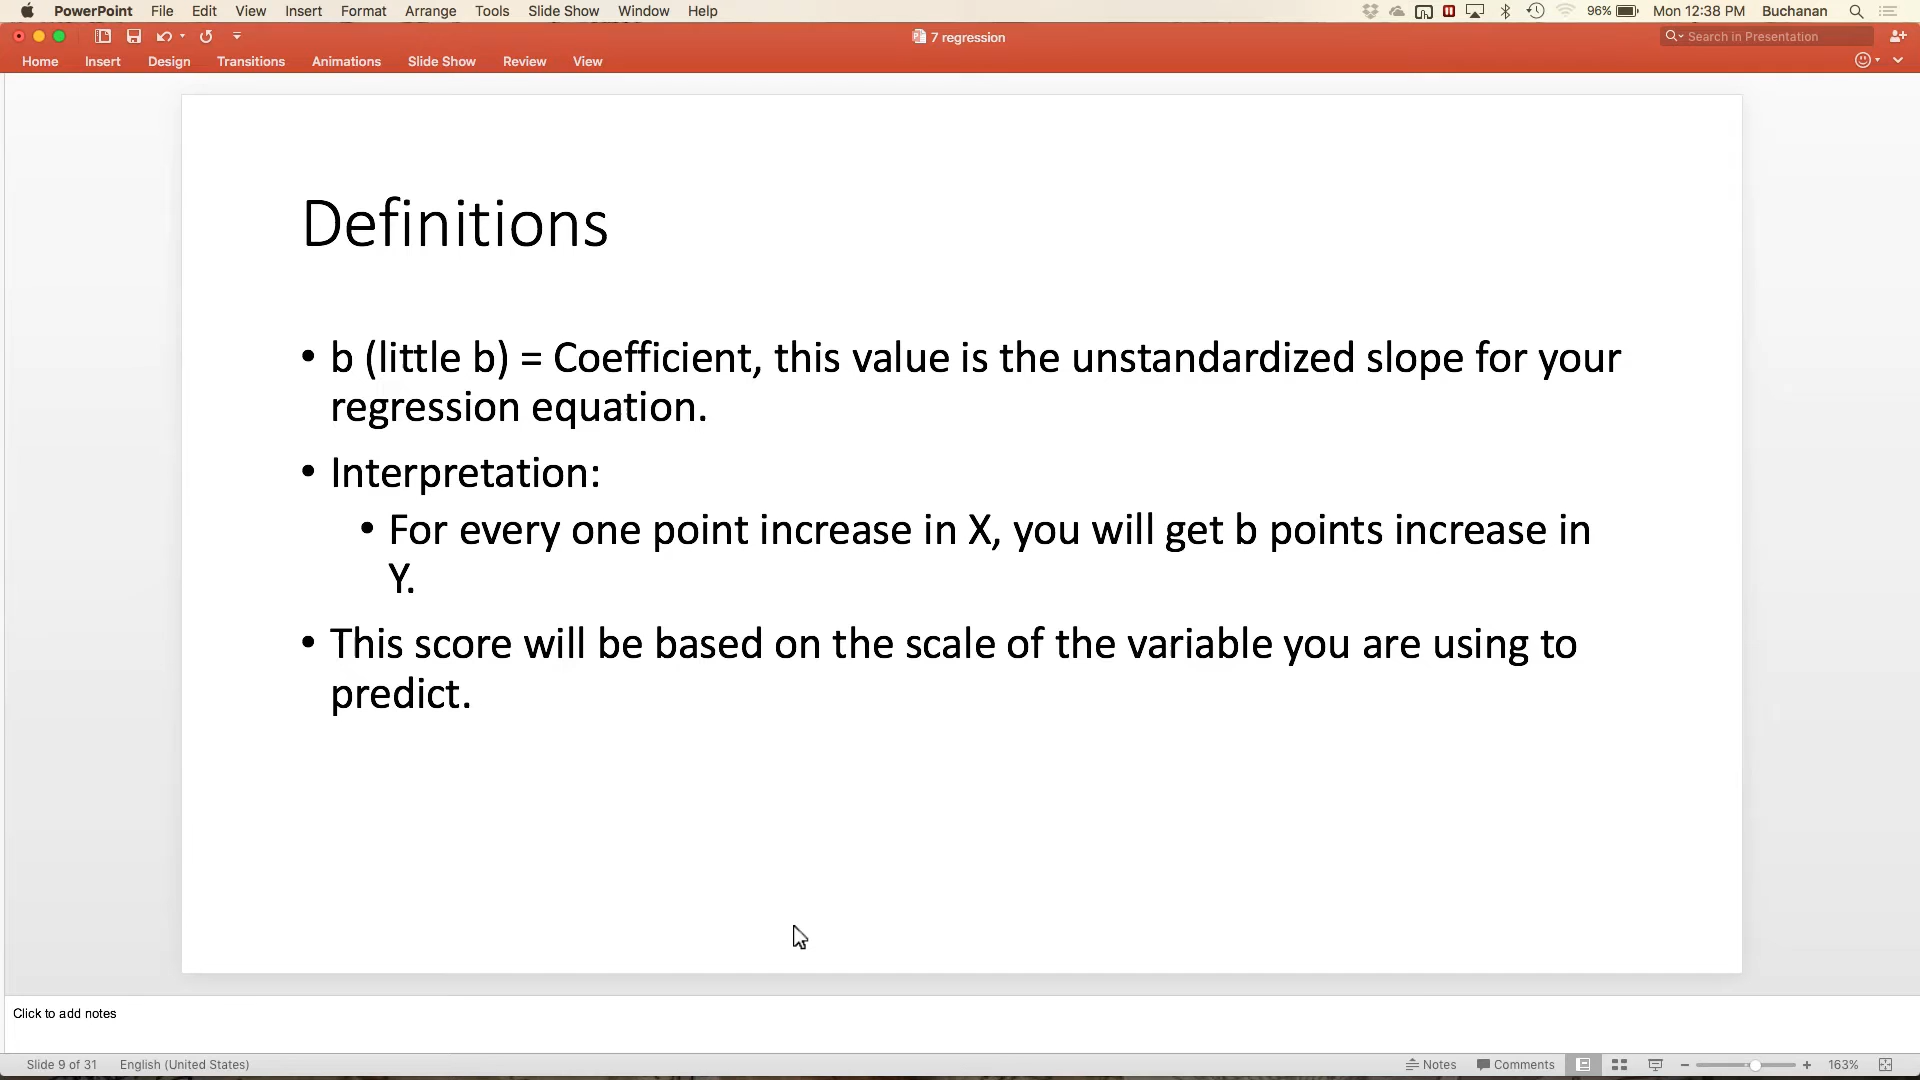 PowerPoint File Edit View Insert Format Arrange Tools Slide Show Window Help 96% Mon 12:38 PM Buchanan
7 regression Search in Presentation
Home Insert Design Transitions Animations Slide Show Review View
Definitions
• b (little b) = Coefficient, this value is the unstandardized slope for your
regression equation.
• Interpretation:
• For every one point increase in X, you will get b points increase in
Y.
• This score will be based on the scale of the variable you are using to
predict.
Click to add notes
Slide 9 of 31 English (United States) Notes Comments 163%